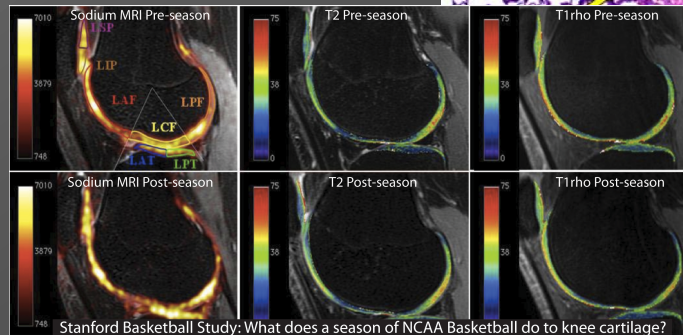 Sodium MRI Pre-season
T2 Pre-season
T1rho Pre-season
7010
3879
748
LSP
LIP
LAF
LPF
LCF
LAT
LPT
75
38
0
75
38
0
Sodium MRI Post-season
T2 Post-season
T1rho Post-season
7010
3879
748
75
38
0
75
38
0
Stanford Basketball Study: What does a season of NCAA Basketball do to knee cartilage?